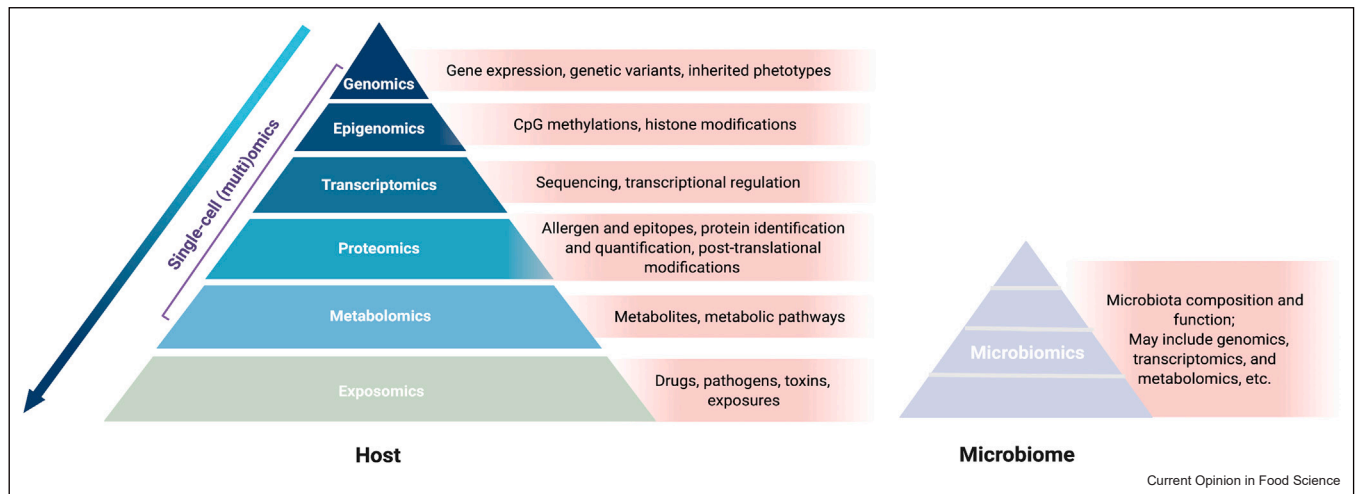 Genomics
Gene expression, genetic variants, inherited phetotypes
Epigenomics
CpG methylations, histone modifications
Single-cell (multi)omics
Transcriptomics
Sequencing, transcriptional regulation
Proteomics
Allergen and epitopes, protein identification
and quantification, post-translational
modifications
Metabolomics
Metabolites, metabolic pathways
Exposomics
Drugs, pathogens, toxins,
exposures
Host
Microbiomics
Microbiota composition and
function;
May include genomics,
transcriptomics, and
metabolomics, etc.
Microbiome
Current Opinion in Food Science